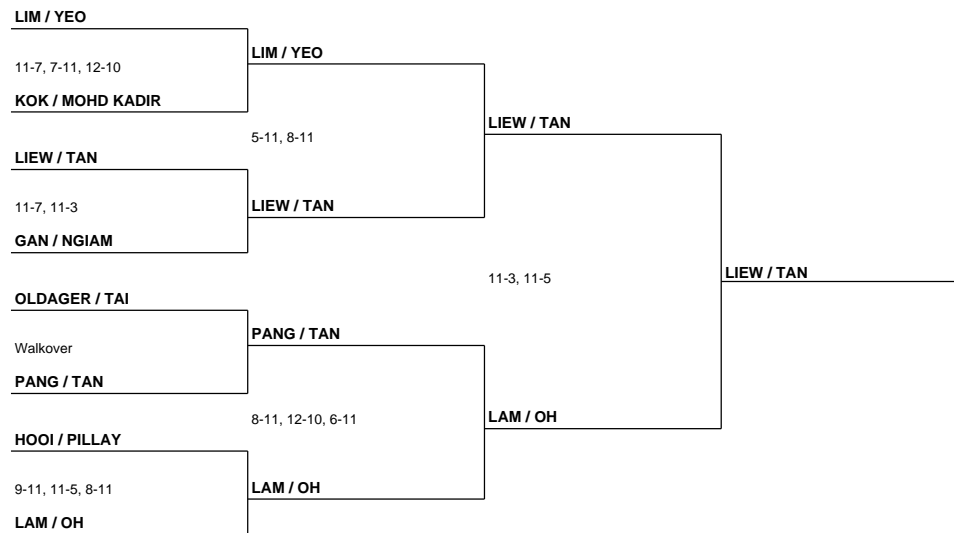 LIM / YEO
11-7, 7-11, 12-10
KOK / MOHD KADIR
LIEW / TAN
11-7, 11-3
GAN / NGIAM
OLDAGER / TAI
Walkover
PANG / TAN
HOOI / PILLAY
9-11, 11-5, 8-11
LAM / OH
LIM / YEO
5-11, 8-11
LIEW / TAN
PANG / TAN
8-11, 12-10, 6-11
LAM / OH
LIEW / TAN
11-3, 11-5
LAM / OH
LIEW / TAN